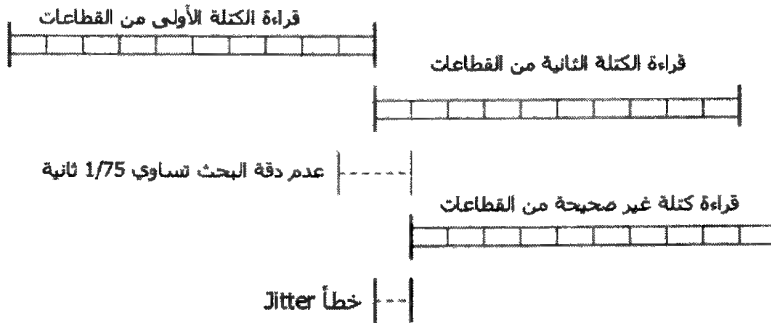 قراءة الكتلة الأولى من القطاعات
قراءة الكتلة الثانية من القطاعات
عدم دقة البحث تساوي 1/75 ثانية
قراءة كتلة غير صحيحة من القطاعات
خطأ Jitter